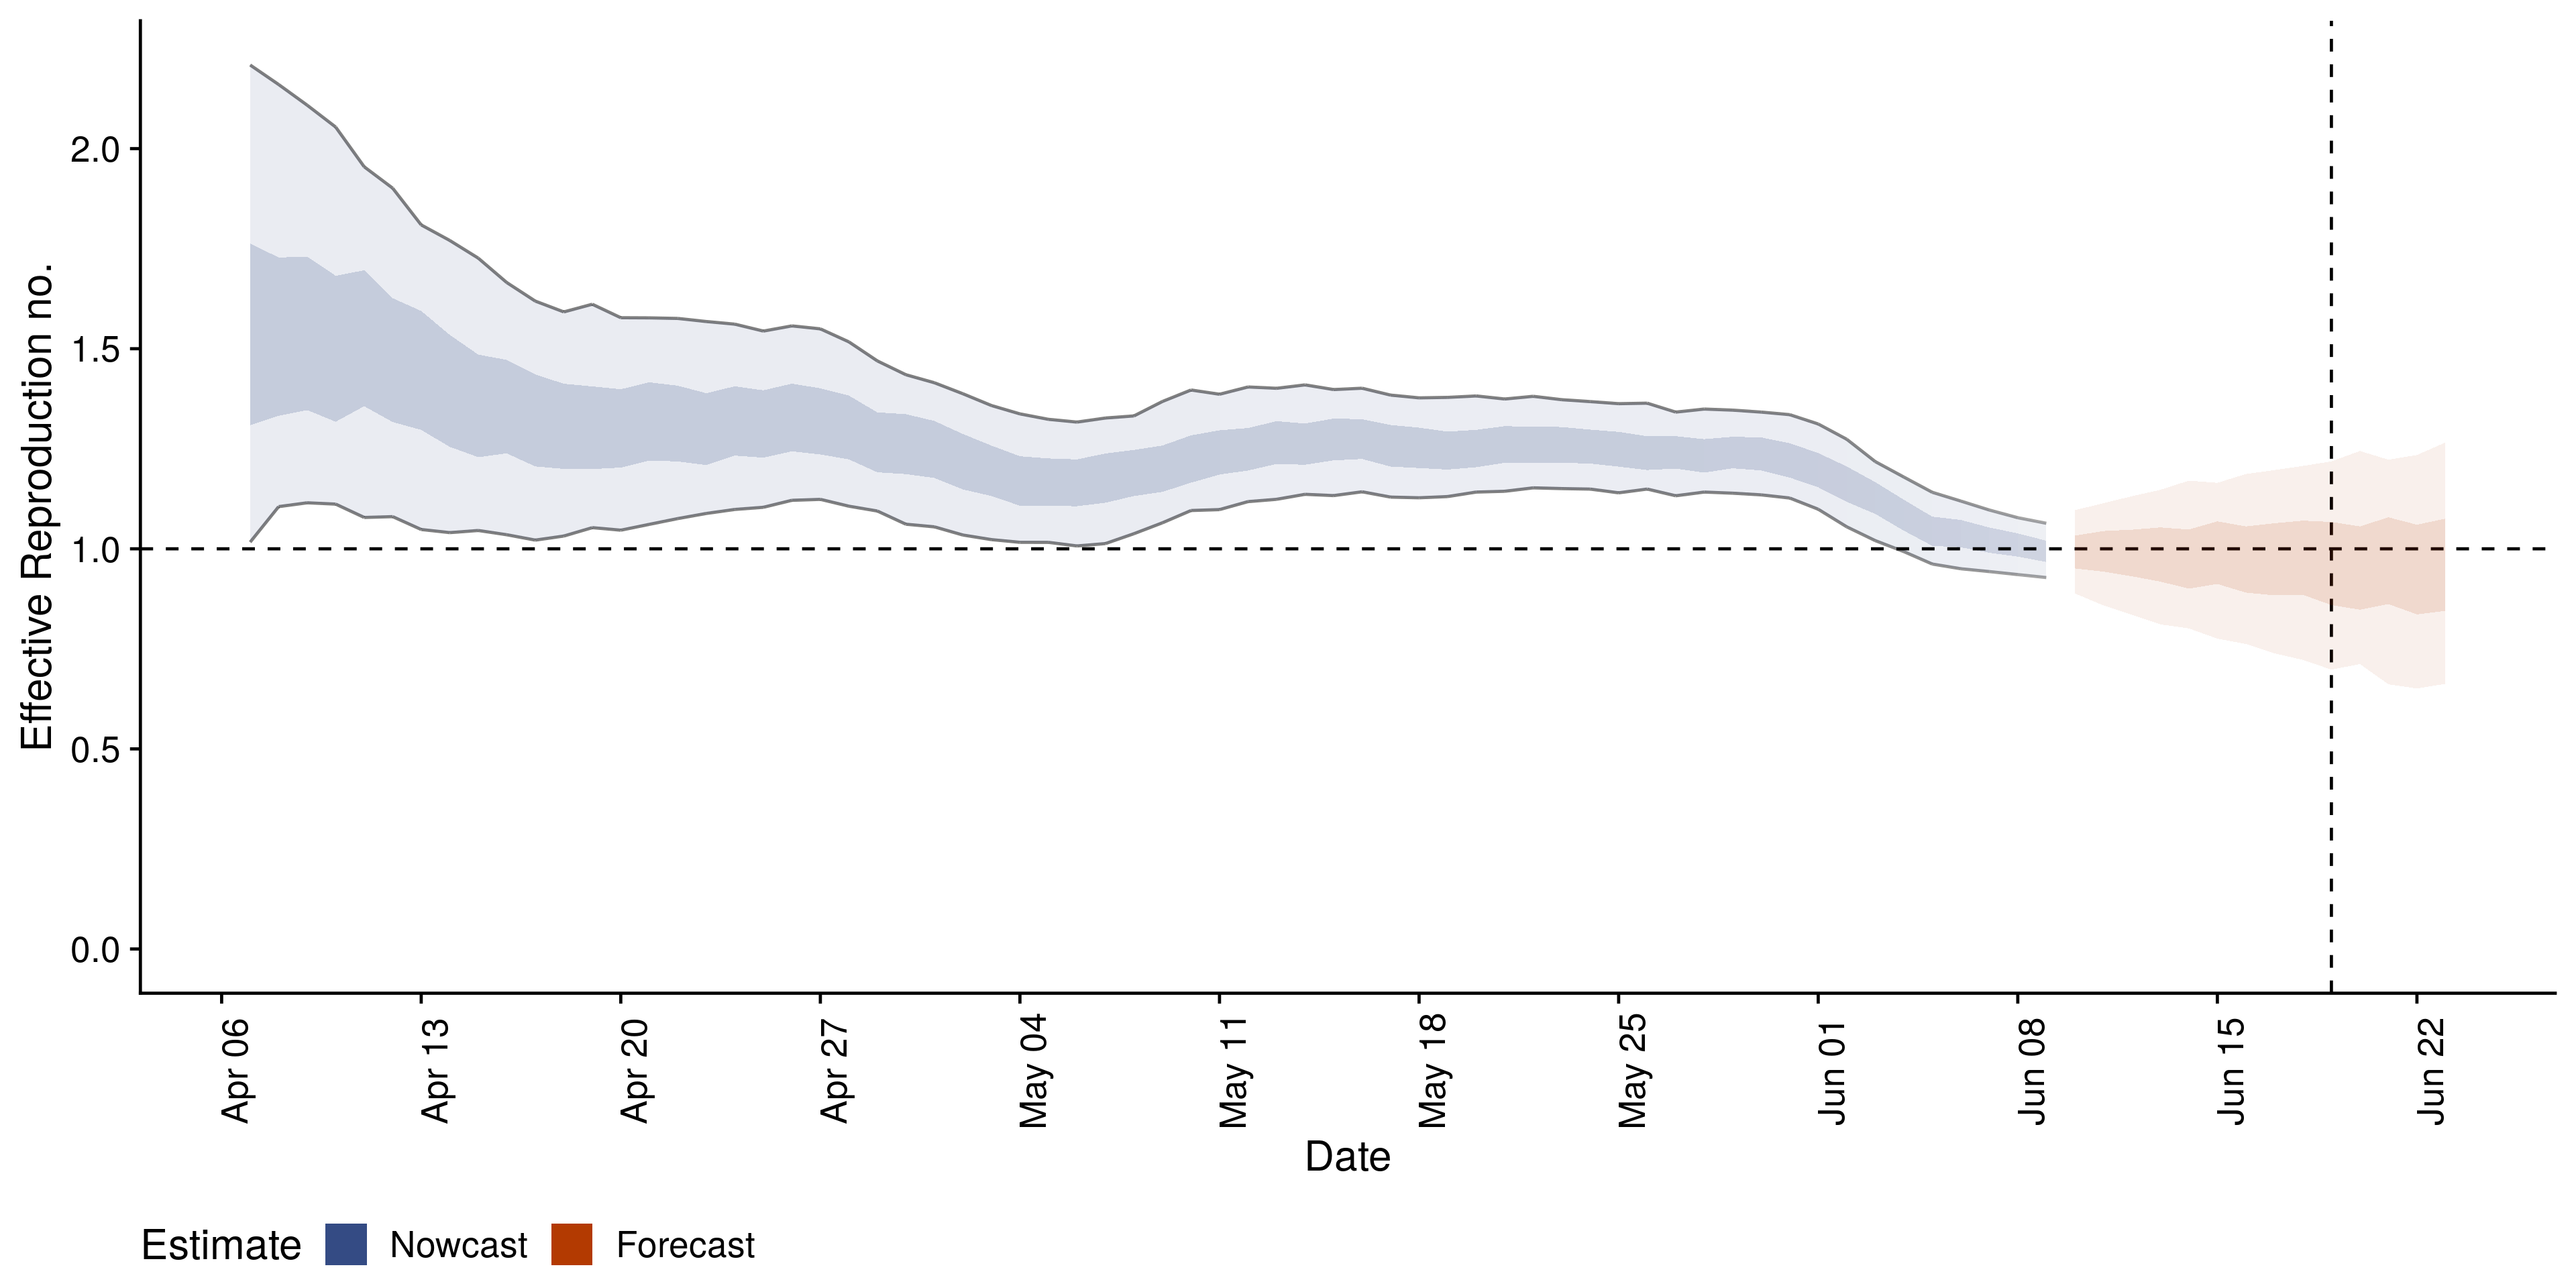 Effective Reproduction no.
2.0
1.5
1.0
0.5
0.0
Apr 06
Apr 13
Apr 20
Apr 27
May 04
May 11
May 18
May 25
Jun 01
Jun 08
Jun 15
Jun 22
Date
Estimate Nowcast Forecast